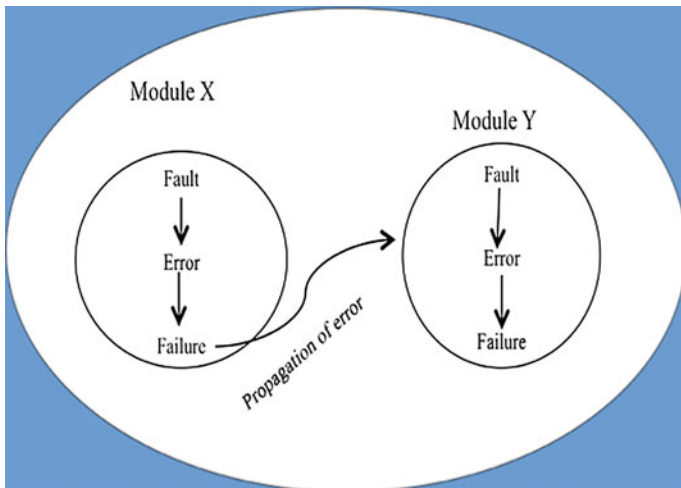 Module X
Fault
Error
Failure
Propagation of error
Module Y
Fault
Error
Failure